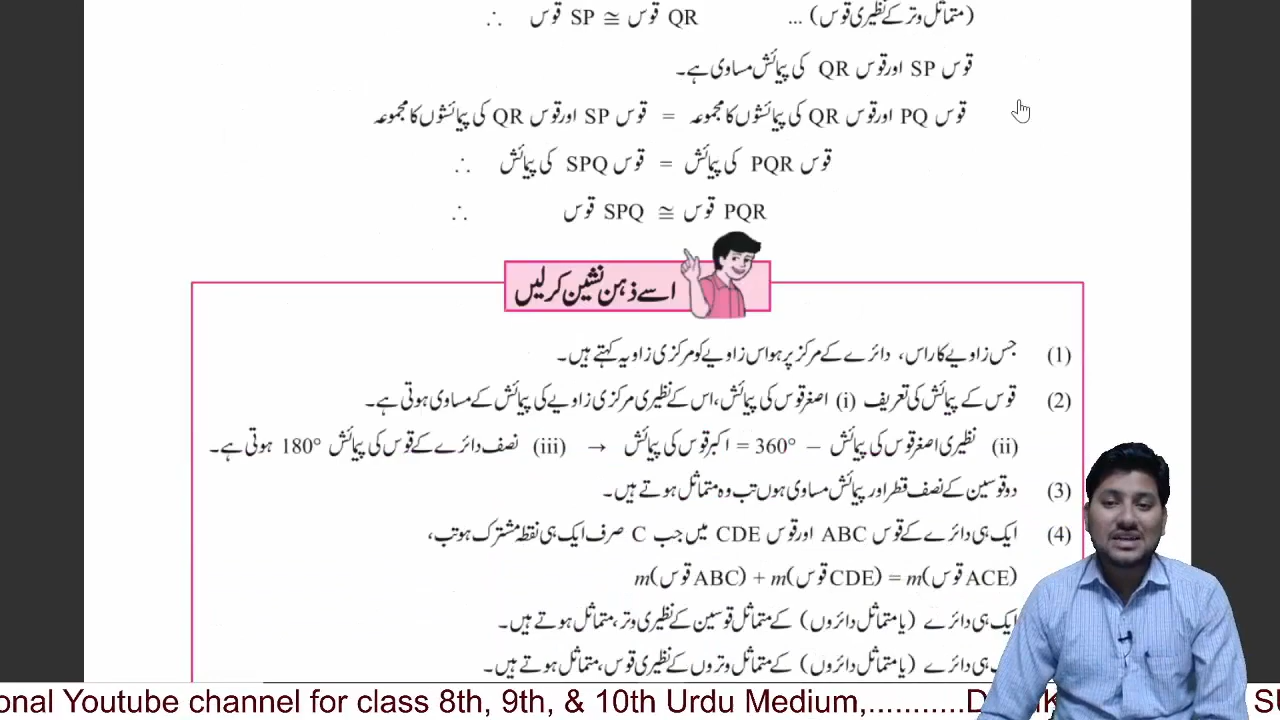 ∴ قوس SP ≅ قوس QR ... (متماثل وتر کے نظیری قوس)
قوس SP اور قوس QR کی پیمائش مساوی ہے۔
قوس PQ اور قوس QR کی پیمائشوں کا مجموعہ = قوس SP اور قوس QR کی پیمائشوں کا مجموعہ
∴ قوس SPQ کی پیمائش = قوس PQR کی پیمائش
∴ قوس SPQ ≅ قوس PQR
اسے ذہن نشین کرلیں
(1) جس زاویے کا راس، دائرے کے مرکز پر ہو اس زاویے کو مرکزی زاویہ کہتے ہیں۔
(2) قوس کے پیمائش کی تعریف (i) اصغر قوس کی پیمائش، اس کے نظیری مرکزی زاویے کی پیمائش کے مساوی ہوتی ہے۔
(ii) نظیری اصغر قوس کی پیمائش − 360° = اکبر قوس کی پیمائش → (iii) نصف دائرے کے قوس کی پیمائش 180° ہوتی ہے۔
(3) دو قوسین کے نصف قطر اور پیمائش مساوی ہوں تب وہ متماثل ہوتے ہیں۔
(4) ایک ہی دائرے کے قوس ABC اور قوس CDE میں جب C صرف ایک ہی نقطہ مشترک ہو تب،
m(قوس ABC) + m(قوس CDE) = m(قوس ACE)
ایک ہی دائرے (یا متماثل دائروں) کے متماثل قوسین کے نظیری وتر، متماثل ہوتے ہیں۔
ہی دائرے (یا متماثل دائروں) کے متماثل وتروں کے نظیری قوس، متماثل ہوتے ہیں۔
onal Youtube channel for class 8th, 9th, & 10th Urdu Medium,...........D